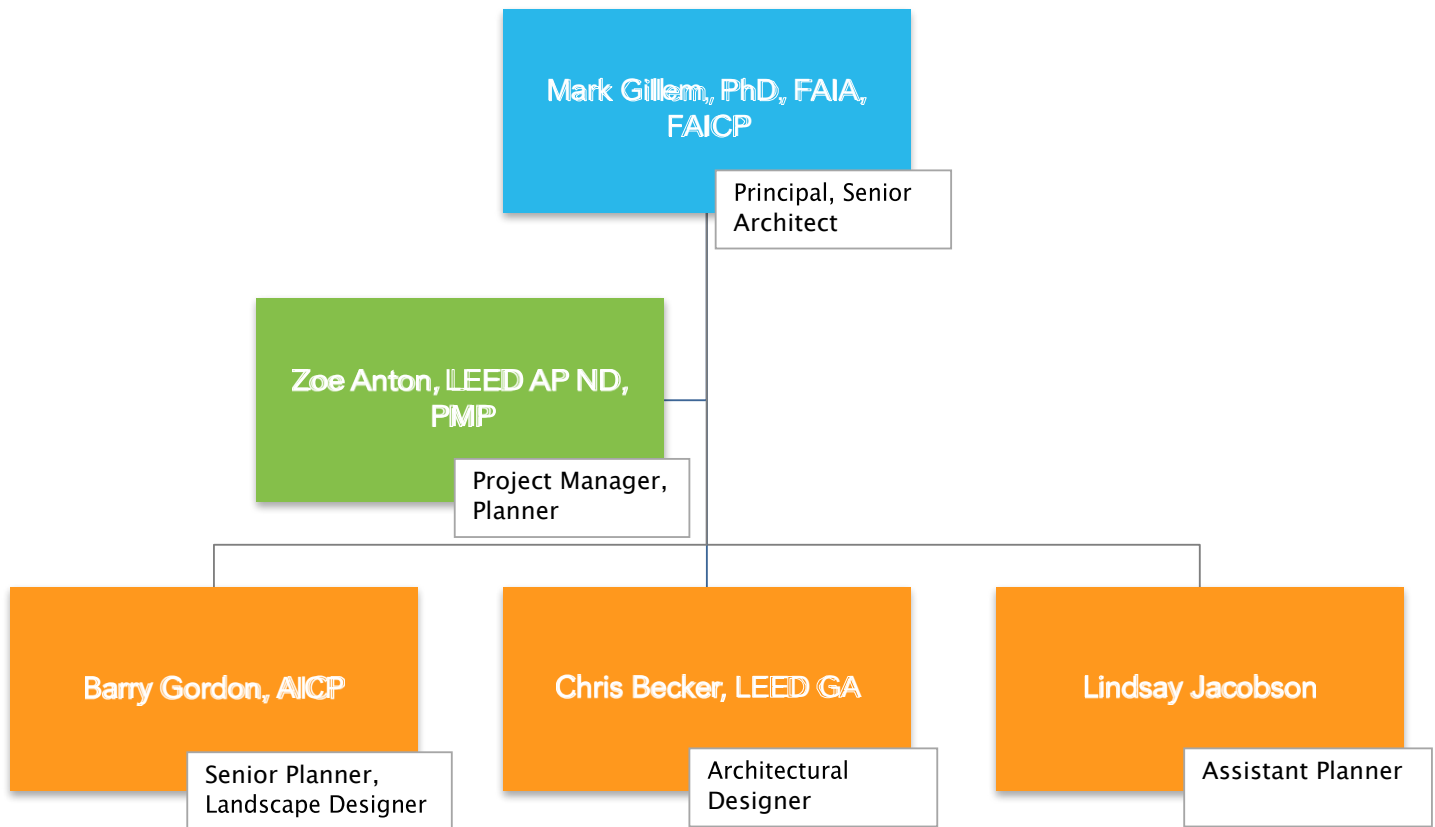 Mark Gillem, PhD, FAIA,
FAICP
Principal, Senior
Architect
Zoe Anton, LEED AP ND,
PMP
Project Manager,
Planner
Barry Gordon, AICP
Senior Planner,
Landscape Designer
Chris Becker, LEED GA
Architectural
Designer
Lindsay Jacobson
Assistant Planner